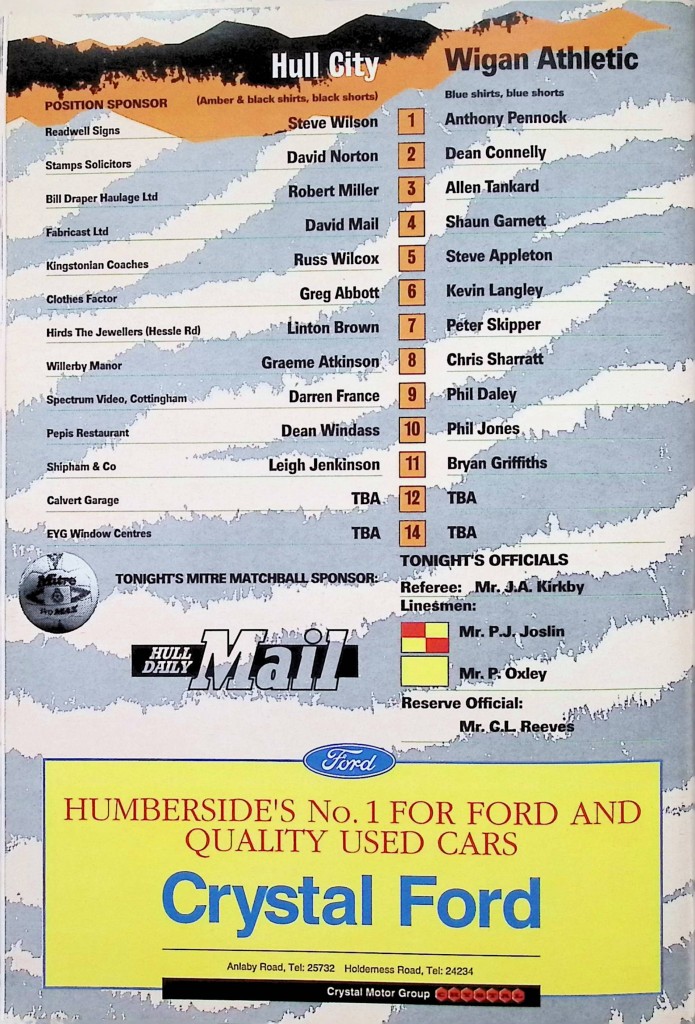 Hull City
Wigan Athletic
POSITION SPONSOR
(Amber & black shirts, black shorts)
Blue shirts, blue shorts
Readwell Signs Steve Wilson 1 Anthony Pennock
Stamps Solicitors David Norton 2 Dean Connelly
Bill Draper Haulage Ltd Robert Miller 3 Allen Tankard
Fabricast Ltd David Mail 4 Shaun Garnett
Kingstonian Coaches Russ Wilcox 5 Steve Appleton
Clothes Factor Greg Abbott 6 Kevin Langley
Hirds The Jewellers (Hessle Rd) Linton Brown 7 Peter Skipper
Willerby Manor Graeme Atkinson 8 Chris Sharratt
Spectrum Video, Cottingham Darren France 9 Phil Daley
Pepis Restaurant Dean Windass 10 Phil Jones
Shipham & Co Leigh Jenkinson 11 Bryan Griffiths
Calvert Garage TBA 12 TBA
EYG Window Centres TBA 14 TBA
Mitre
Pro MAX
TONIGHT'S MITRE MATCHBALL SPONSOR:
HULL DAILY Mail
TONIGHT'S OFFICIALS
Referee: Mr. J.A. Kirkby
Linesmen:
Mr. P.J. Joslin
Mr. P. Oxley
Reserve Official:
Mr. C.L. Reeves
Ford
HUMBERSIDE'S No. 1 FOR FORD AND
QUALITY USED CARS
Crystal Ford
Anlaby Road, Tel: 25732 Holderness Road, Tel: 24234
Crystal Motor Group CRYSTAL